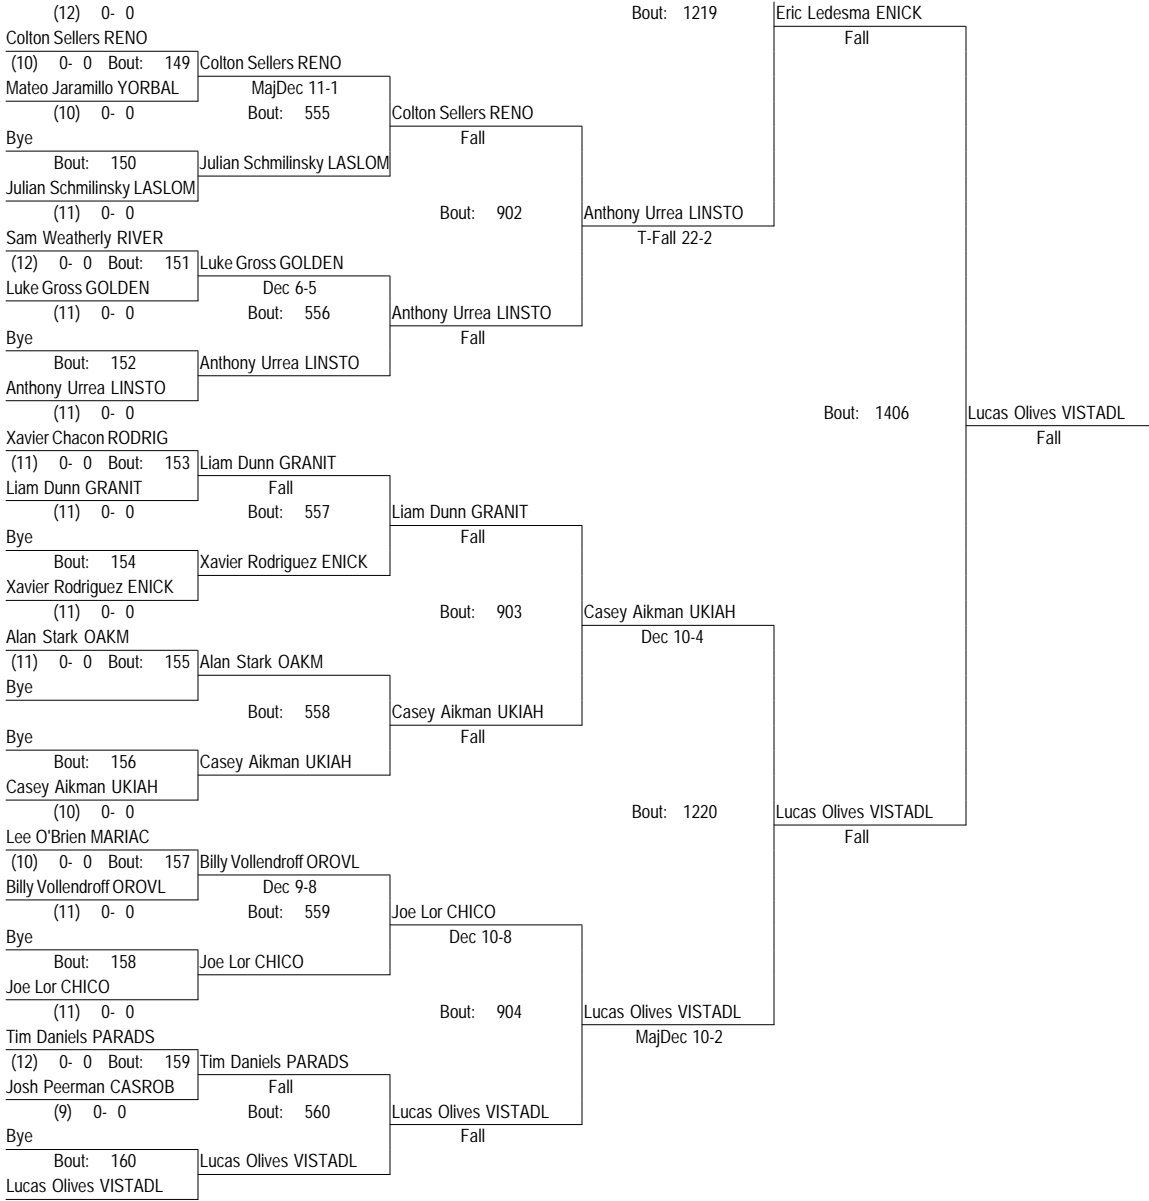 (12) 0- 0 Bout: 1219 Eric Ledesma ENICK
Colton Sellers RENO Fall
(10) 0- 0 Bout: 149 Colton Sellers RENO
Mateo Jaramillo YORBAL MajDec 11-1
(10) 0- 0 Bout: 555 Colton Sellers RENO
Bye Fall
Bout: 150 Julian Schmilinsky LASLOM
Julian Schmilinsky LASLOM
(11) 0- 0 Bout: 902 Anthony Urrea LINSTO
Sam Weatherly RIVER T-Fall 22-2
(12) 0- 0 Bout: 151 Luke Gross GOLDEN
Luke Gross GOLDEN Dec 6-5
(11) 0- 0 Bout: 556 Anthony Urrea LINSTO
Bye Fall
Bout: 152 Anthony Urrea LINSTO
Anthony Urrea LINSTO
(11) 0- 0 Bout: 1406 Lucas Olives VISTADL
Xavier Chacon RODRIG Fall
(11) 0- 0 Bout: 153 Liam Dunn GRANIT
Liam Dunn GRANIT Fall
(11) 0- 0 Bout: 557 Liam Dunn GRANIT
Bye Fall
Bout: 154 Xavier Rodriguez ENICK
Xavier Rodriguez ENICK
(11) 0- 0 Bout: 903 Casey Aikman UKIAH
Alan Stark OAKM Dec 10-4
(11) 0- 0 Bout: 155 Alan Stark OAKM
Bye
Bout: 558 Casey Aikman UKIAH
Bye Fall
Bout: 156 Casey Aikman UKIAH
Casey Aikman UKIAH
(10) 0- 0 Bout: 1220 Lucas Olives VISTADL
Lee O'Brien MARIAC Fall
(10) 0- 0 Bout: 157 Billy Vollendroff OROVL
Billy Vollendroff OROVL Dec 9-8
(11) 0- 0 Bout: 559 Joe Lor CHICO
Bye Dec 10-8
Bout: 158 Joe Lor CHICO
Joe Lor CHICO
(11) 0- 0 Bout: 904 Lucas Olives VISTADL
Tim Daniels PARADS MajDec 10-2
(12) 0- 0 Bout: 159 Tim Daniels PARADS
Josh Peerman CASROB Fall
(9) 0- 0 Bout: 560 Lucas Olives VISTADL
Bye Fall
Bout: 160 Lucas Olives VISTADL
Lucas Olives VISTADL